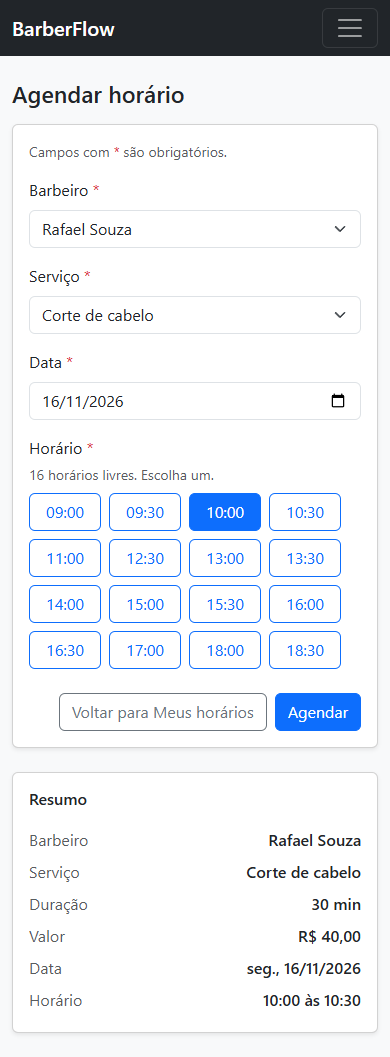 BarberFlow
Agendar horário
Campos com * são obrigatórios.
Barbeiro *
Rafael Souza
Serviço *
Corte de cabelo
Data *
16/11/2026
Horário *
16 horários livres. Escolha um.
09:00 09:30 10:00 10:30
11:00 12:30 13:00 13:30
14:00 15:00 15:30 16:00
16:30 17:00 18:00 18:30
Voltar para Meus horários Agendar
Resumo
Barbeiro Rafael Souza
Serviço Corte de cabelo
Duração 30 min
Valor R$ 40,00
Data seg., 16/11/2026
Horário 10:00 às 10:30